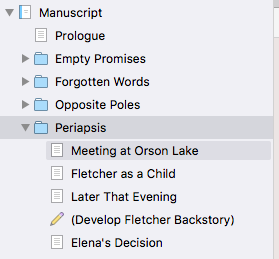 Manuscript
Prologue
Empty Promises
Forgotten Words
Opposite Poles
Periapsis
Meeting at Orson Lake
Fletcher as a Child
Later That Evening
(Develop Fletcher Backstory)
Elena's Decision